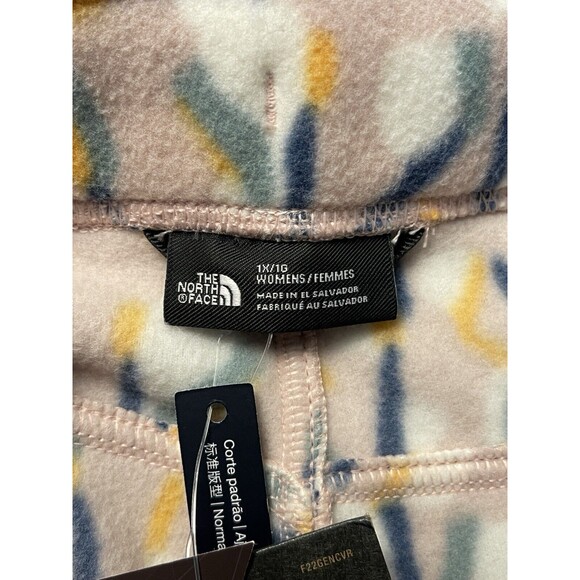 THE
NORTH
®FACE
1X/1G
WOMENS/FEMMES
MADE IN EL SALVADOR
FABRIQUÉ AU SALVADOR
Corte padrão | Aj
标准版型 | Norma
F22GENCVR